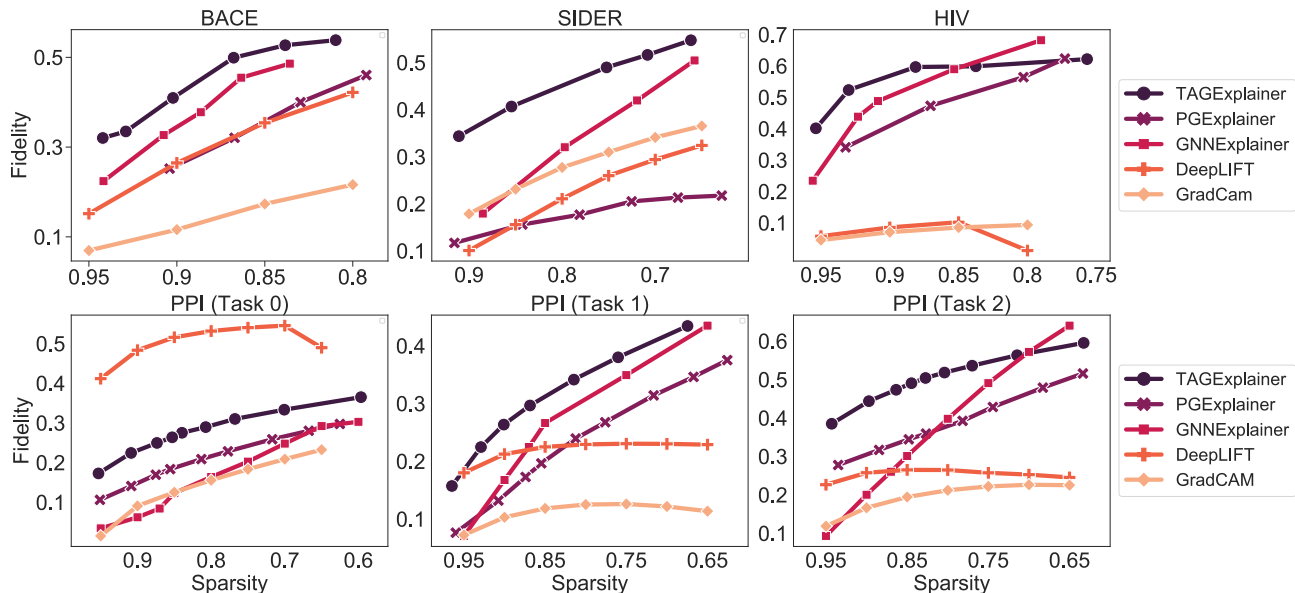 BACE
SIDER
HIV
Fidelity
0.5
0.3
0.1
0.95
0.9
0.85
0.8
0.5
0.4
0.3
0.2
0.1
0.9
0.8
0.7
0.7
0.6
0.5
0.4
0.3
0.2
0.1
0.95
0.9
0.85
0.8
0.75
TAGExplainer
PGExplainer
GNNExplainer
DeepLIFT
GradCam
PPI (Task 0)
PPI (Task 1)
PPI (Task 2)
Fidelity
0.5
0.4
0.3
0.2
0.1
0.9
0.8
0.7
0.6
Sparsity
0.4
0.3
0.2
0.1
0.95
0.85
0.75
0.65
Sparsity
0.6
0.5
0.4
0.3
0.2
0.1
0.95
0.85
0.75
0.65
Sparsity
TAGExplainer
PGExplainer
GNNExplainer
DeepLIFT
GradCAM